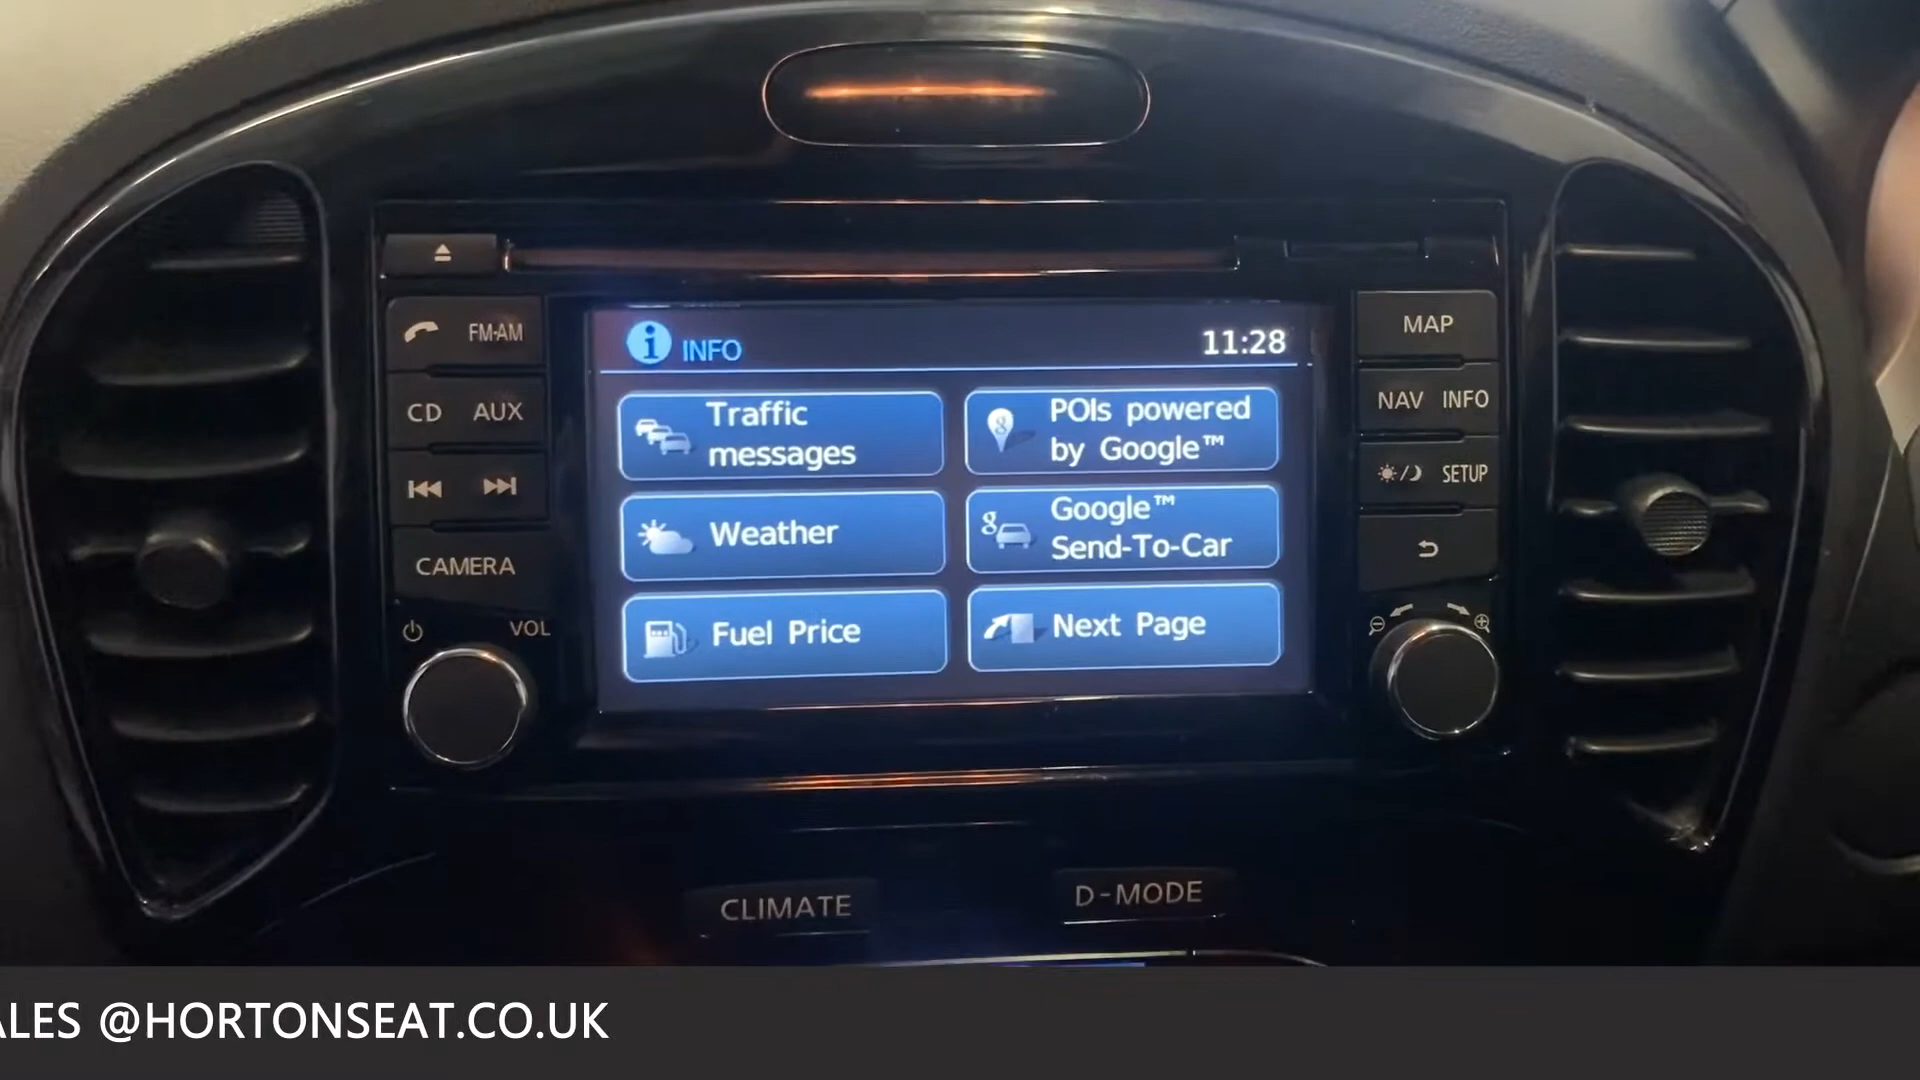 INFO
11:28
Traffic
messages
POIs powered
by Google™
Weather
Google™
Send-To-Car
Fuel Price
Next Page
FM·AM
CD AUX
CAMERA
VOL
MAP
NAV INFO
SETUP
CLIMATE
D-MODE
ALES @HORTONSEAT.CO.UK